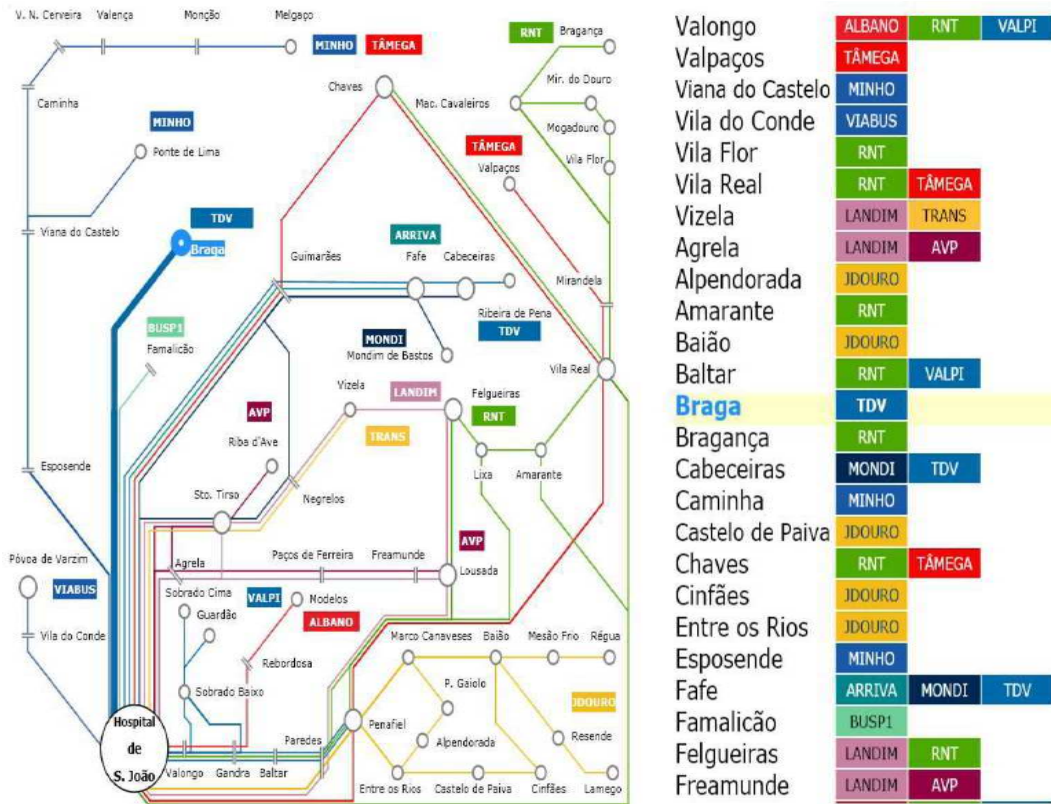 V. N. Cerveira
Valença
Monção
Melgaço
MINHO
TÂMEGA
RNT
Bragança
Chaves
Mir. do Douro
Mac. Cavaleiros
Caminha
MINHO
Ponte de Lima
Mogadouro
TÂMEGA
Valpaços
Vila Flor
TDV
Viana do Castelo
Braga
ARRIVA
Guimarães
Fafe
Cabeceiras
Mirandela
Ribeira de Pena
BUSP1
Famalicão
MONDI
TDV
Mondim de Bastos
Vila Real
Vizela
LANDIM
Felgueiras
AVP
RNT
TRANS
Riba d'Ave
Esposende
Sto. Tirso
Negrelos
Lixa
Amarante
AVP
Póvoa de Varzim
Agrela
Paços de Ferreira
Freamunde
Lousada
VIABUS
Sobrado Cima
VALPI
Modelos
Guardão
ALBANO
Vila do Conde
Marco Canaveses
Baião
Mesão Frio
Régua
Rebordosa
Sobrado Baixo
P. Gaiolo
JDOURO
Hospital
de
S. João
Paredes
Penafiel
Alpendorada
Resende
Valongo
Gandra
Baltar
Entre os Rios
Castelo de Paiva
Cinfães
Lamego
Valongo ALBANO RNT VALPI
Valpaços TÂMEGA
Viana do Castelo MINHO
Vila do Conde VIABUS
Vila Flor RNT
Vila Real RNT TÂMEGA
Vizela LANDIM TRANS
Agrela LANDIM AVP
Alpendorada JDOURO
Amarante RNT
Baião JDOURO
Baltar RNT VALPI
Braga TDV
Bragança RNT
Cabeceiras MONDI TDV
Caminha MINHO
Castelo de Paiva JDOURO
Chaves RNT TÂMEGA
Cinfães JDOURO
Entre os Rios JDOURO
Esposende MINHO
Fafe ARRIVA MONDI TDV
Famalicão BUSP1
Felgueiras LANDIM RNT
Freamunde LANDIM AVP